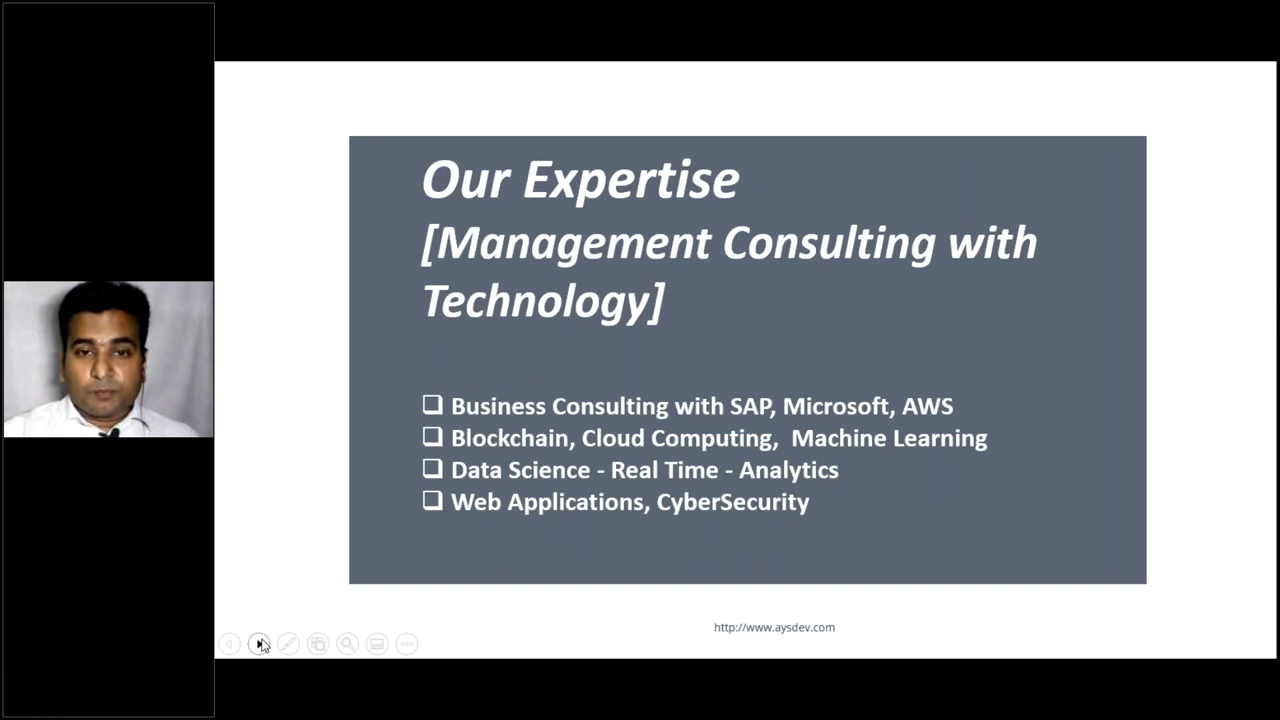 Our Expertise
[Management Consulting with
Technology]
❑ Business Consulting with SAP, Microsoft, AWS
❑ Blockchain, Cloud Computing,  Machine Learning
❑ Data Science - Real Time - Analytics
❑ Web Applications, CyberSecurity
http://www.aysdev.com